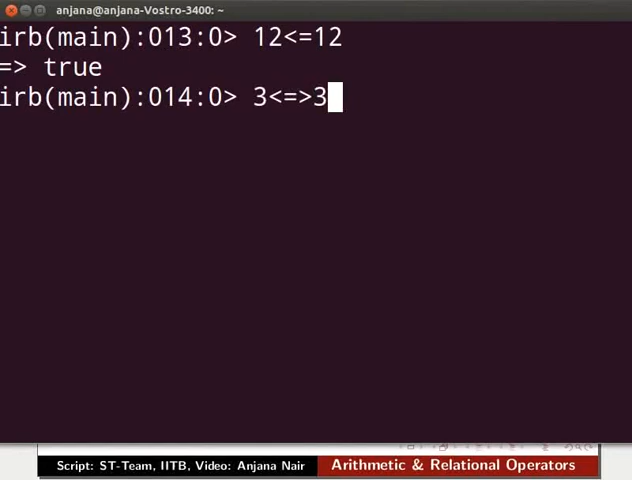 anjana@anjana-Vostro-3400: ~
irb(main):013:0> 12<=12
=> true
irb(main):014:0> 3<=>3
Script: ST-Team, IITB, Video: Anjana Nair
Arithmetic & Relational Operators